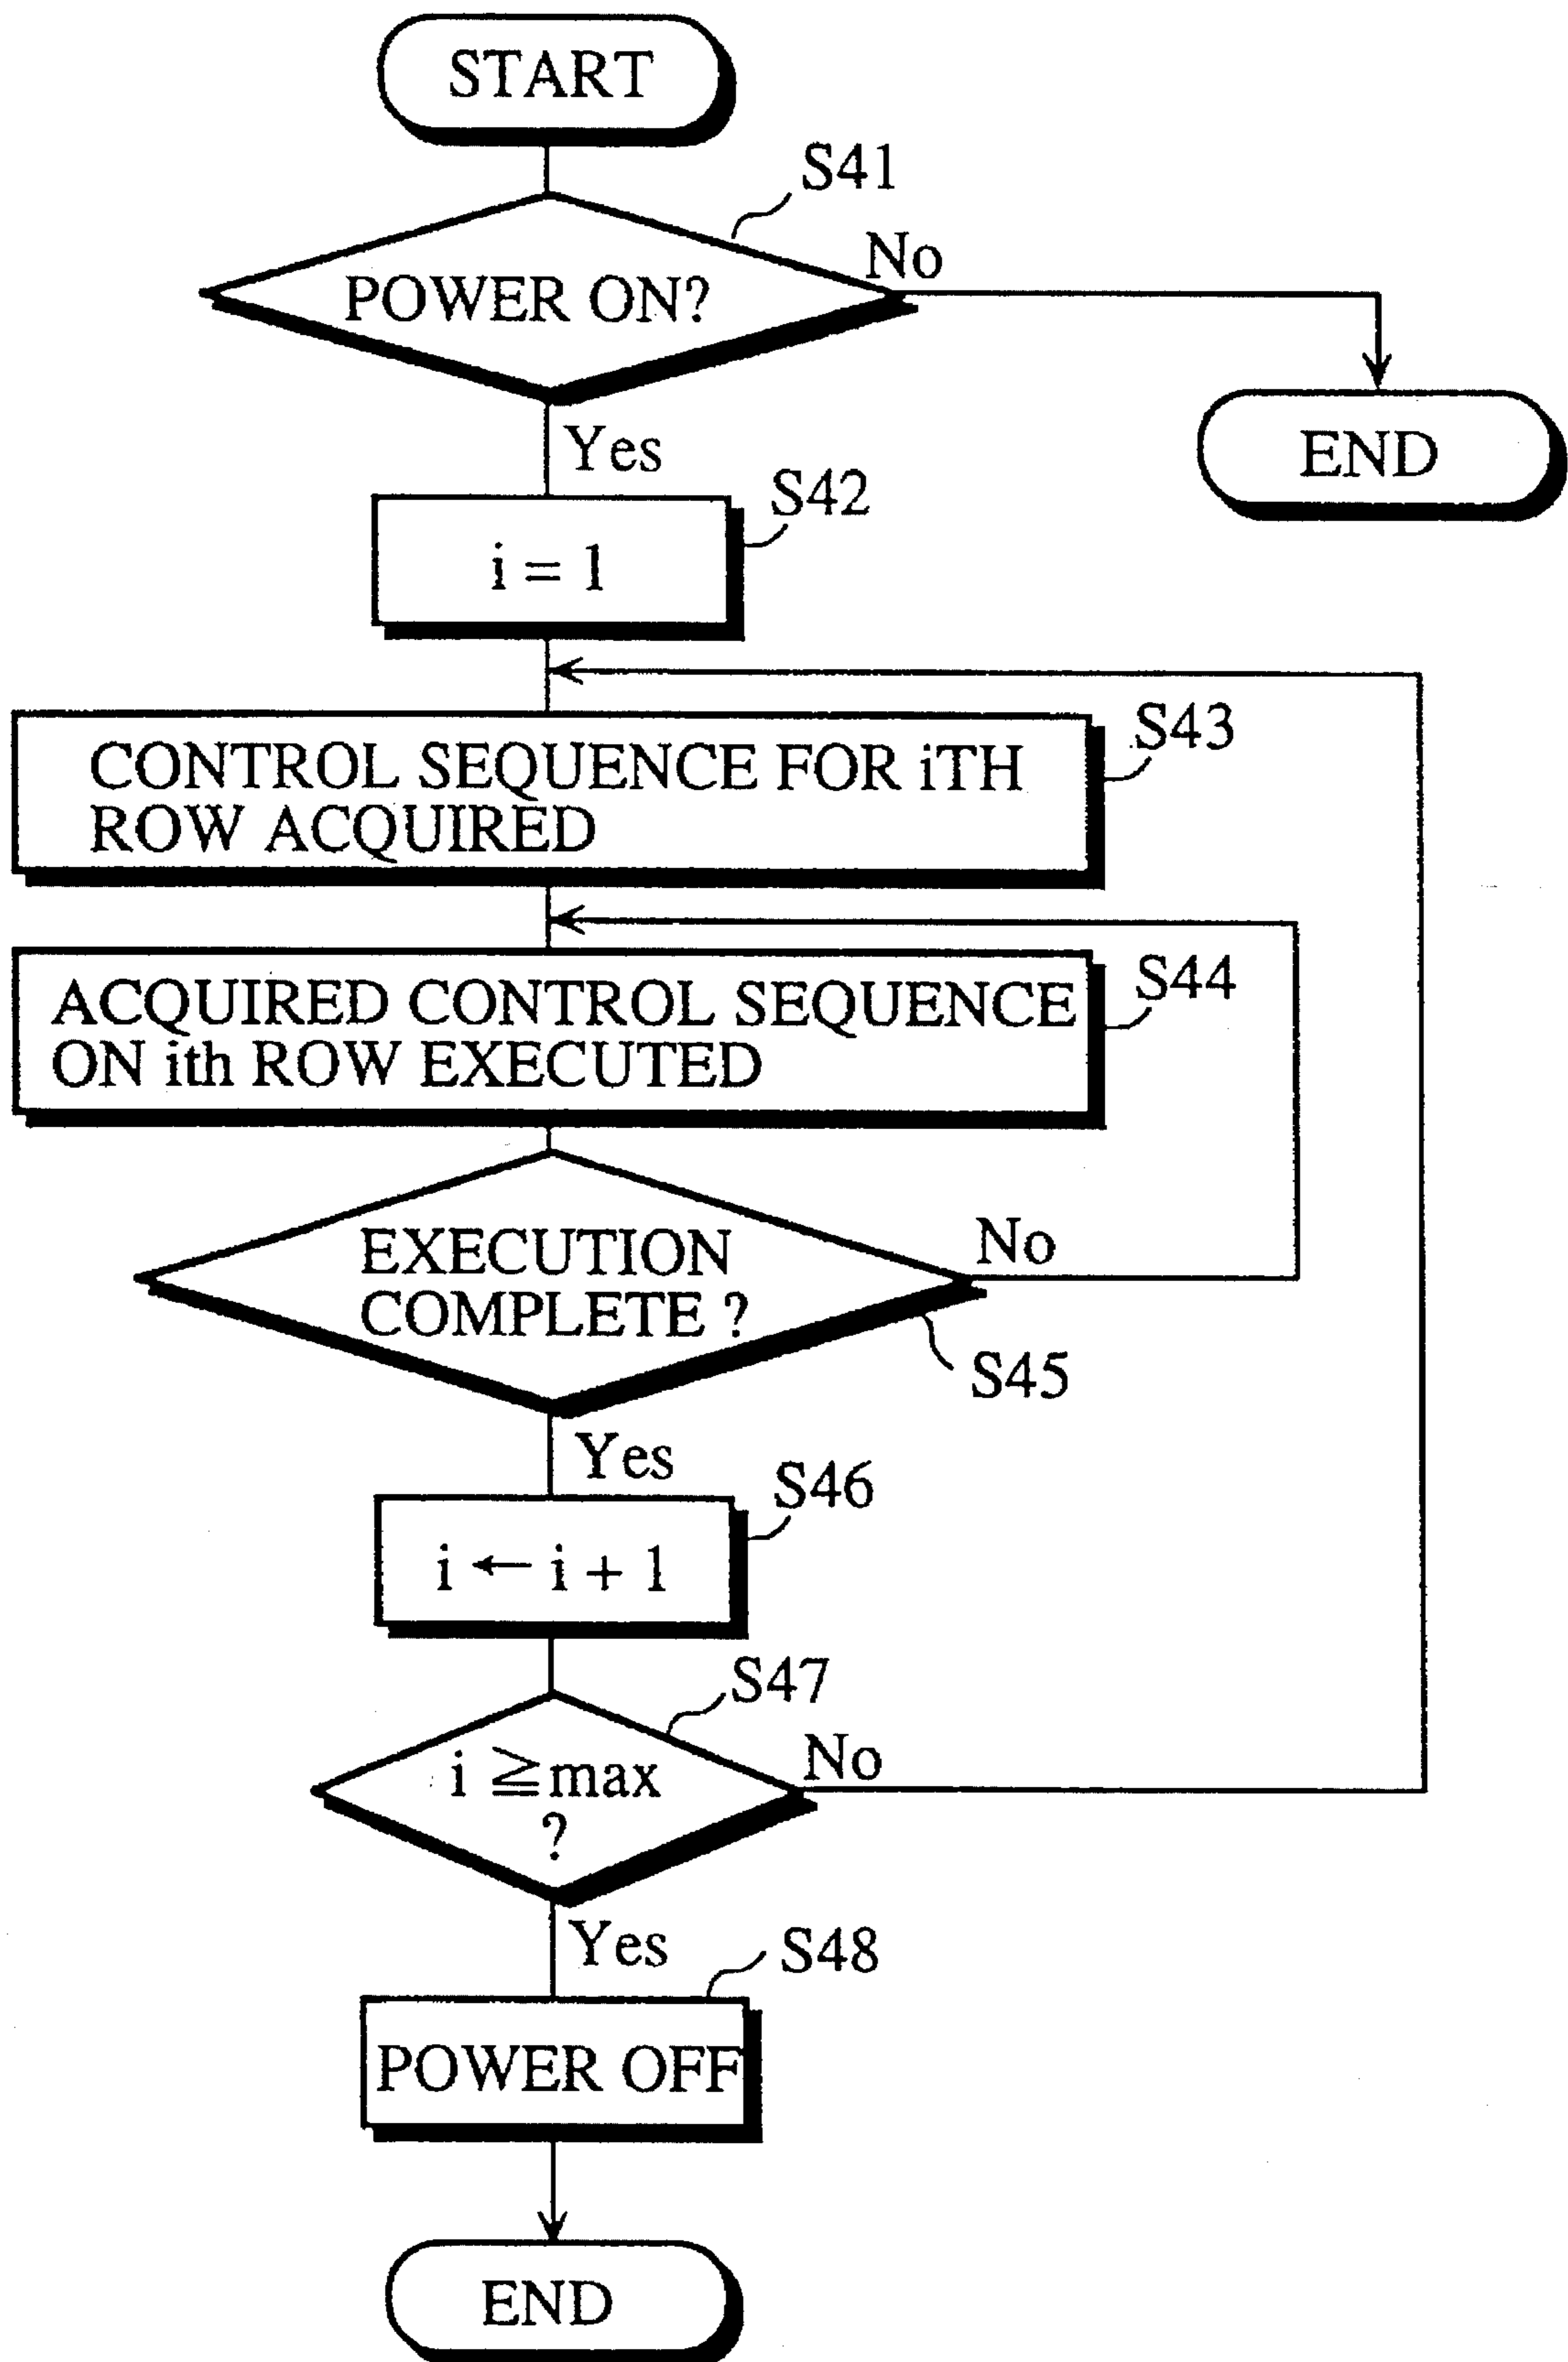 START
S41
No
POWER ON?
END
Yes
S42
i = 1
S43
CONTROL SEQUENCE FOR iTH
ROW ACQUIRED
S44
ACQUIRED CONTROL SEQUENCE
ON ith ROW EXECUTED
No
EXECUTION
COMPLETE ?
S45
Yes
S46
i ← i + 1
S47
No
i ≧ max
?
Yes
S48
POWER OFF
END